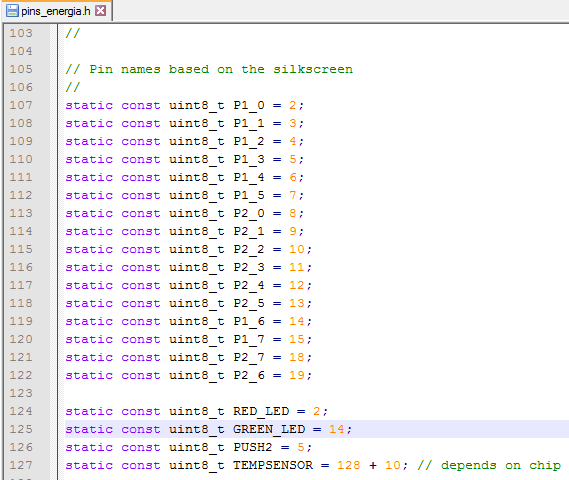 pins_energia.h
103 //
104
105 // Pin names based on the silkscreen
106 //
107 static const uint8_t P1_0 = 2;
108 static const uint8_t P1_1 = 3;
109 static const uint8_t P1_2 = 4;
110 static const uint8_t P1_3 = 5;
111 static const uint8_t P1_4 = 6;
112 static const uint8_t P1_5 = 7;
113 static const uint8_t P2_0 = 8;
114 static const uint8_t P2_1 = 9;
115 static const uint8_t P2_2 = 10;
116 static const uint8_t P2_3 = 11;
117 static const uint8_t P2_4 = 12;
118 static const uint8_t P2_5 = 13;
119 static const uint8_t P1_6 = 14;
120 static const uint8_t P1_7 = 15;
121 static const uint8_t P2_7 = 18;
122 static const uint8_t P2_6 = 19;
123
124 static const uint8_t RED_LED = 2;
125 static const uint8_t GREEN_LED = 14;
126 static const uint8_t PUSH2 = 5;
127 static const uint8_t TEMPSENSOR = 128 + 10; // depends on chip